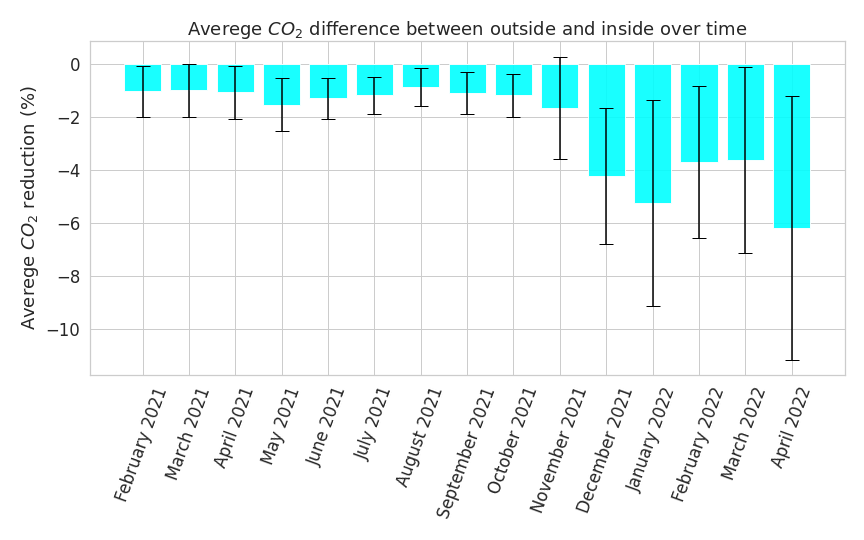 Averege CO₂ difference between outside and inside over time
Averege CO₂ reduction (%)
0
−2
−4
−6
−8
−10
February 2021
March 2021
April 2021
May 2021
June 2021
July 2021
August 2021
September 2021
October 2021
November 2021
December 2021
January 2022
February 2022
March 2022
April 2022